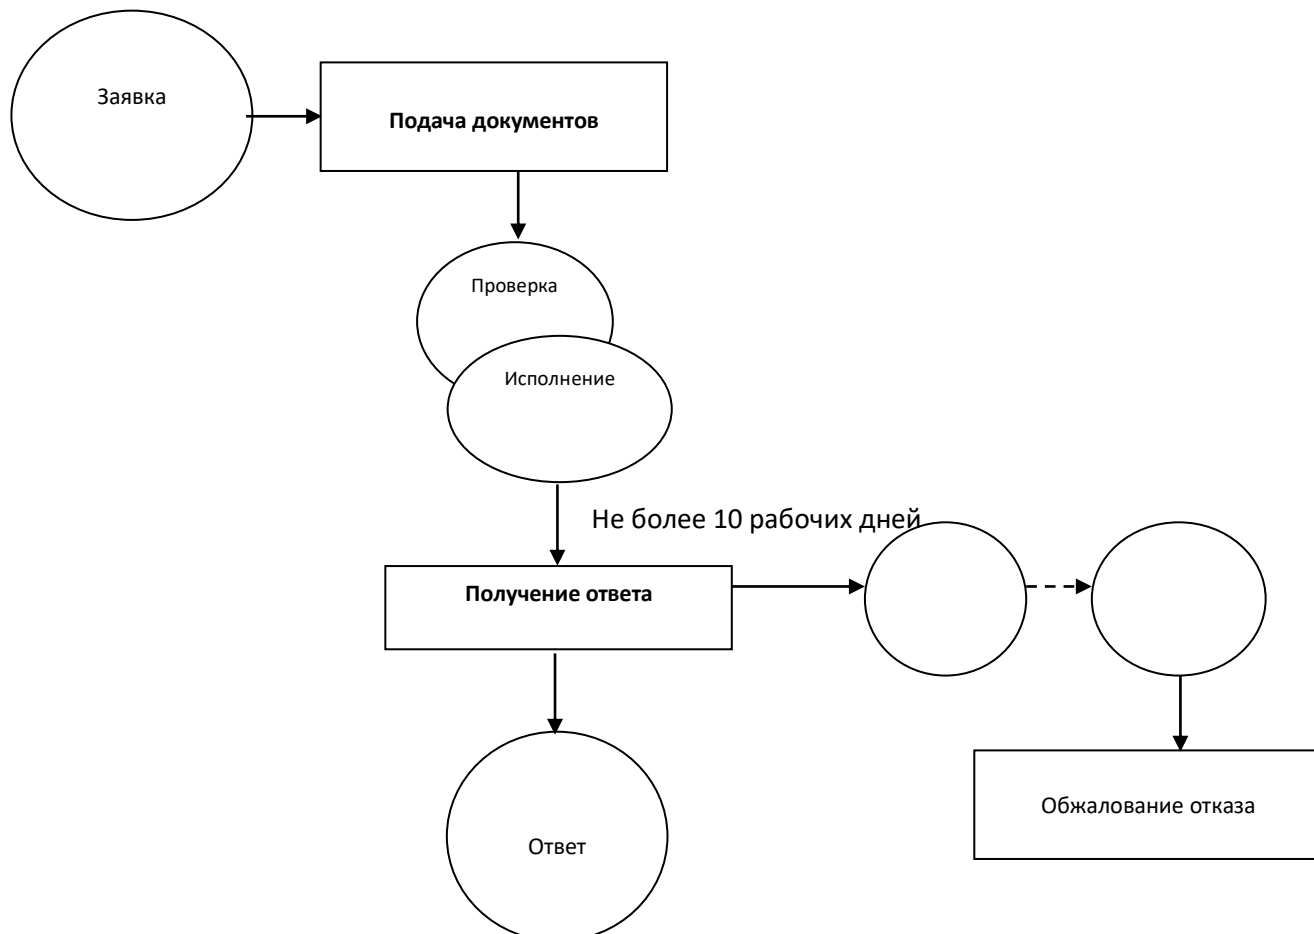 Заявка
Подача документов
Проверка
Исполнение
Не более 10 рабочих дней
Получение ответа
Обжалование отказа
Ответ